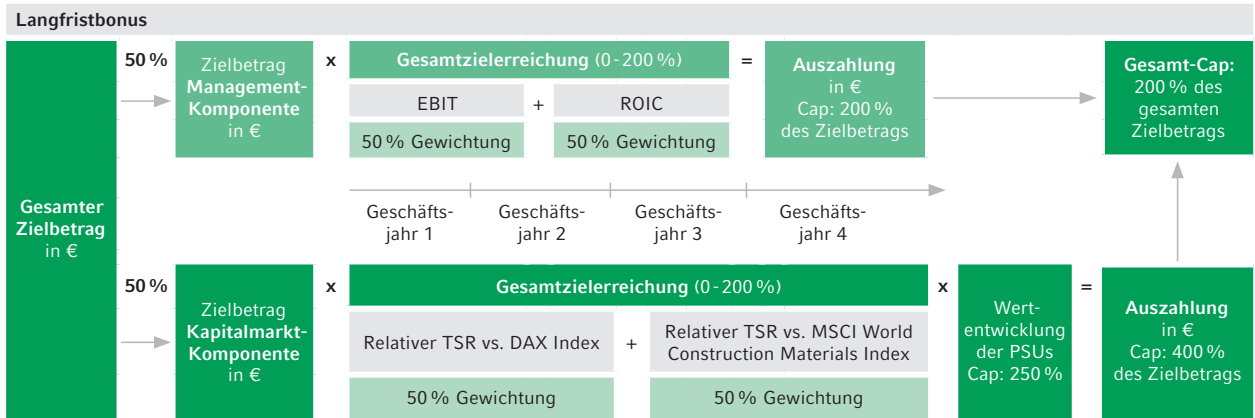 Langfristbonus
Gesamter
Zielbetrag
in €
50 %
Zielbetrag
Management-
Komponente
in €
x
Gesamtzielerreichung (0 - 200 %)
EBIT
+
ROIC
50 % Gewichtung
50 % Gewichtung
=
Auszahlung
in €
Cap: 200 %
des Zielbetrags
Gesamt-Cap:
200 % des
gesamten
Zielbetrags
Geschäfts-
jahr 1
Geschäfts-
jahr 2
Geschäfts-
jahr 3
Geschäfts-
jahr 4
50 %
Zielbetrag
Kapitalmarkt-
Komponente
in €
x
Gesamtzielerreichung (0 - 200 %)
Relativer TSR vs. DAX Index
+
Relativer TSR vs. MSCI World
Construction Materials Index
50 % Gewichtung
50 % Gewichtung
x
Wert-
entwicklung
der PSUs
Cap: 250 %
=
Auszahlung
in €
Cap: 400 %
des Zielbetrags